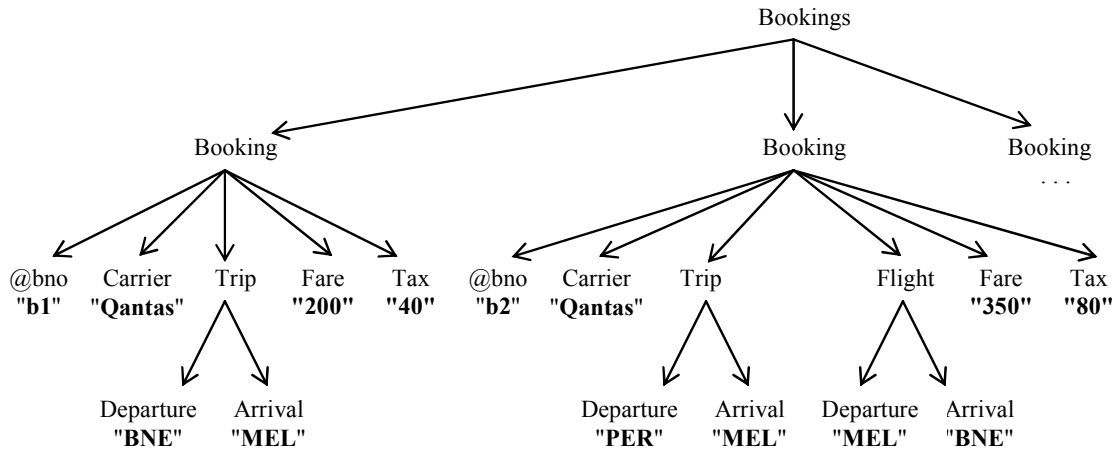 Bookings
Booking Booking Booking
. . .
@bno Carrier Trip Fare Tax @bno Carrier Trip Flight Fare Tax
"b1" "Qantas" "200" "40" "b2" "Qantas" "350" "80"
Departure Arrival Departure Arrival Departure Arrival
"BNE" "MEL" "PER" "MEL" "MEL" "BNE"